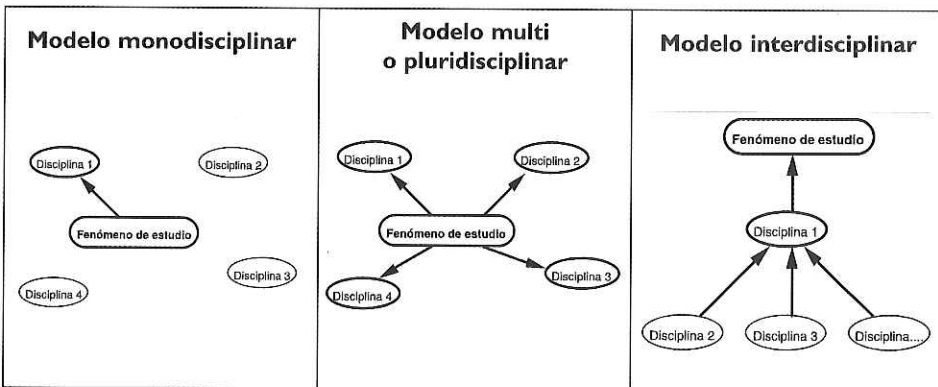 Modelo monodisciplinar
Disciplina 1
Disciplina 2
Fenómeno de estudio
Disciplina 3
Disciplina 4
Modelo multi
o pluridisciplinar
Disciplina 1
Disciplina 2
Fenómeno de estudio
Disciplina 3
Disciplina 4
Modelo interdisciplinar
Fenómeno de estudio
Disciplina 1
Disciplina 2
Disciplina 3
Disciplina....